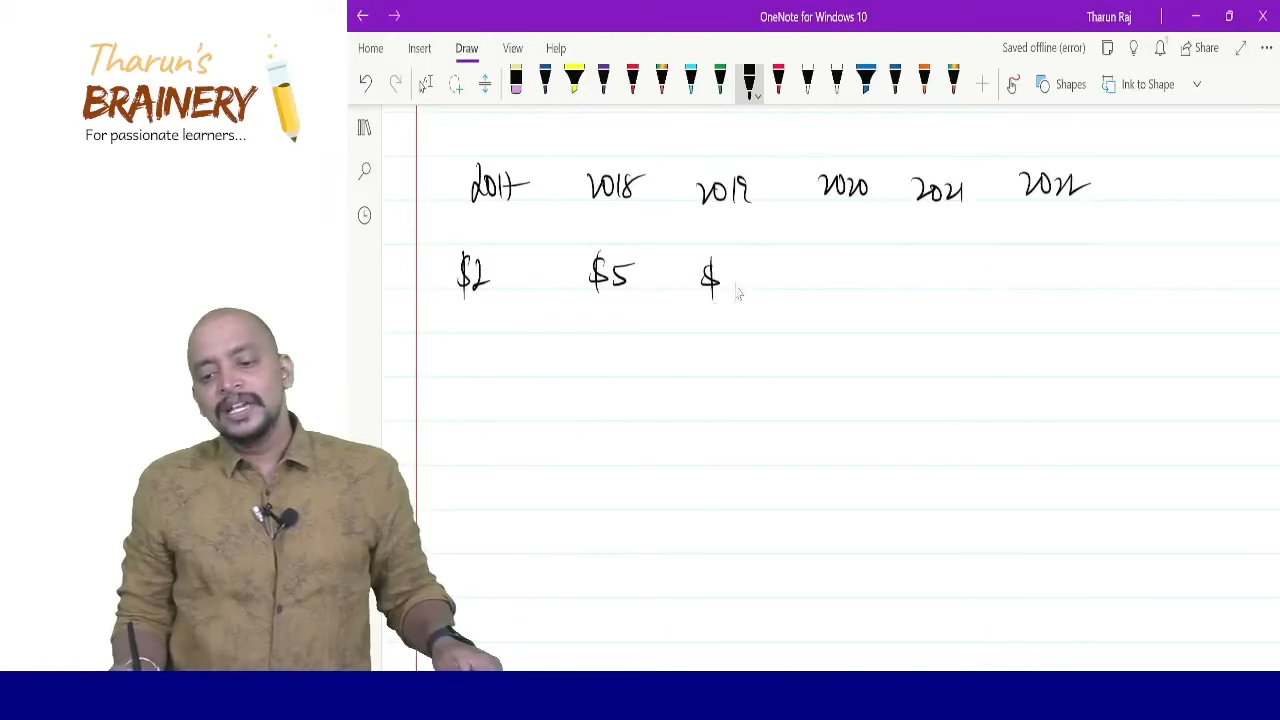 Tharun's
BRAINERY
For passionate learners...
OneNote for Windows 10
Tharun Raj
Home Insert Draw View Help
Saved offline (error)
Share
Shapes
Ink to Shape
2017 2018 2019 2020 2021 2022
$2 $5 $